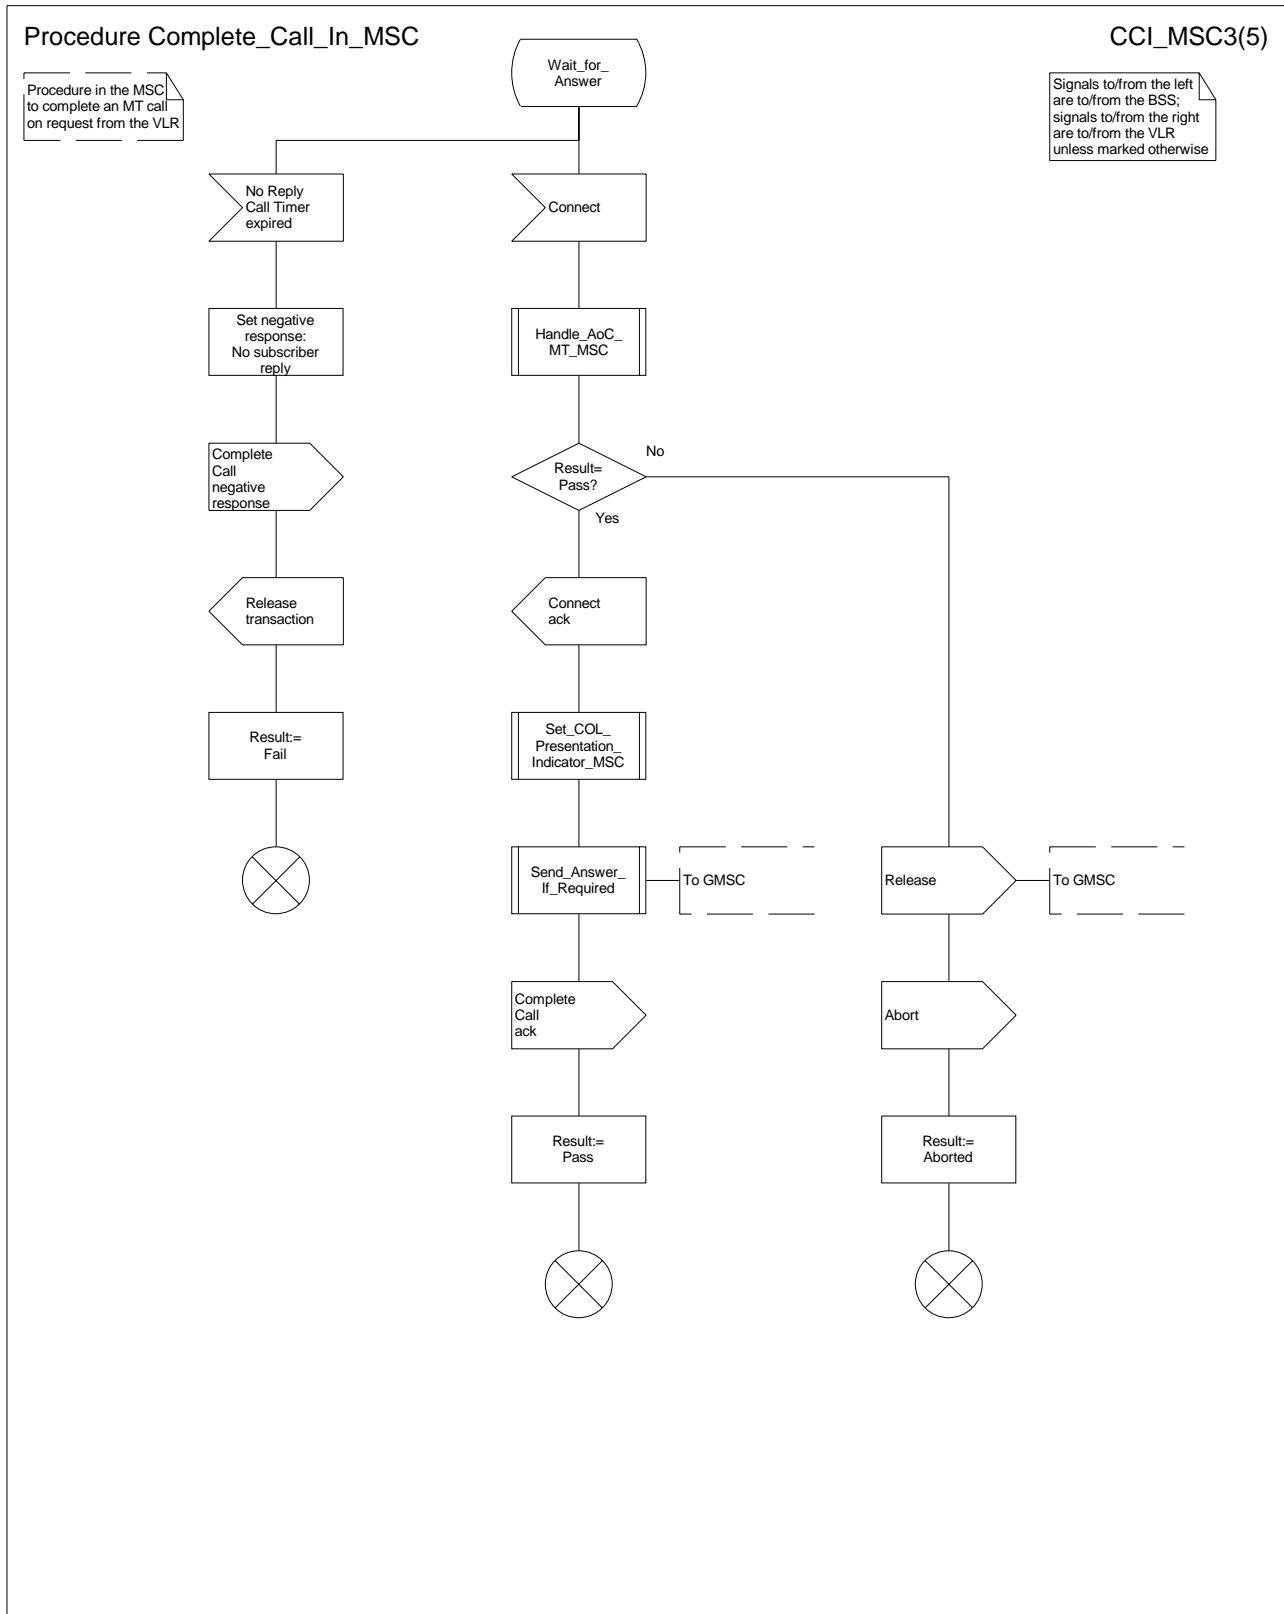 Procedure Complete_Call_In_MSC
CCI_MSC3(5)
Procedure in the MSC
to complete an MT call
on request from the VLR
Wait_for_
Answer
Signals to/from the left
are to/from the BSS;
signals to/from the right
are to/from the VLR
unless marked otherwise
No Reply
Call Timer
expired
Connect
Set negative
response:
No subscriber
reply
Handle_AoC_
MT_MSC
Complete
Call
negative
response
Result=
Pass?
No
Yes
Release
transaction
Connect
ack
Result:=
Fail
Set_COL_
Presentation_
Indicator_MSC
Send_Answer_
If_Required
To GMSC
Release
To GMSC
Complete
Call
ack
Abort
Result:=
Pass
Result:=
Aborted